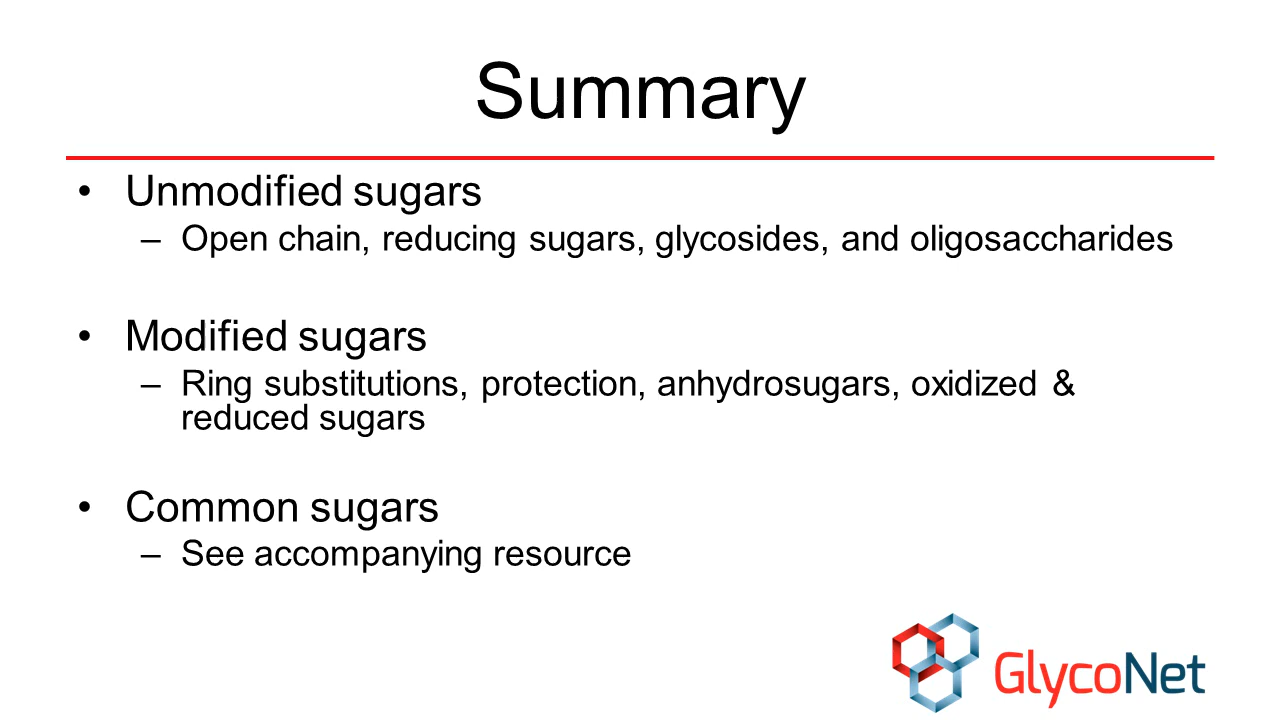 Summary
• Unmodified sugars
– Open chain, reducing sugars, glycosides, and oligosaccharides
• Modified sugars
– Ring substitutions, protection, anhydrosugars, oxidized &
reduced sugars
• Common sugars
– See accompanying resource
GlycoNet